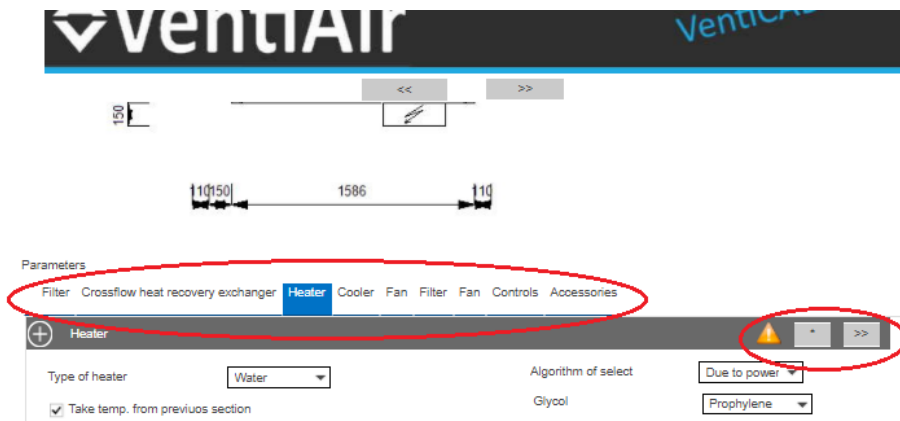 VentiAir
<< >>
150
110 150 1586 110
Parameters
Filter Crossflow heat recovery exchanger Heater Cooler Fan Filter Fan Controls Accessories
Heater * >>
Type of heater Water Algorithm of select Due to power
Take temp. from previuos section Glycol Prophylene